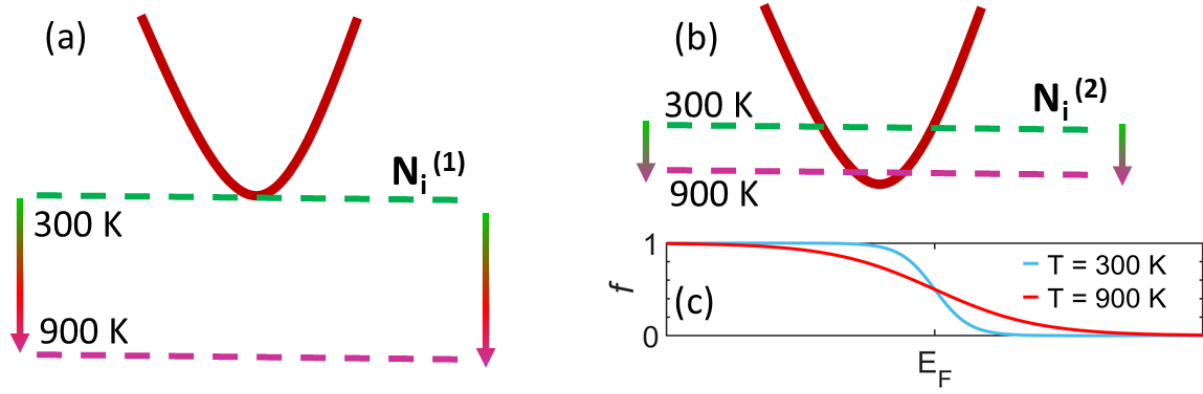 (a)
N_i^(1)
300 K
900 K
(b)
300 K
N_i^(2)
900 K
1
T = 300 K
T = 900 K
f
(c)
0
E_F